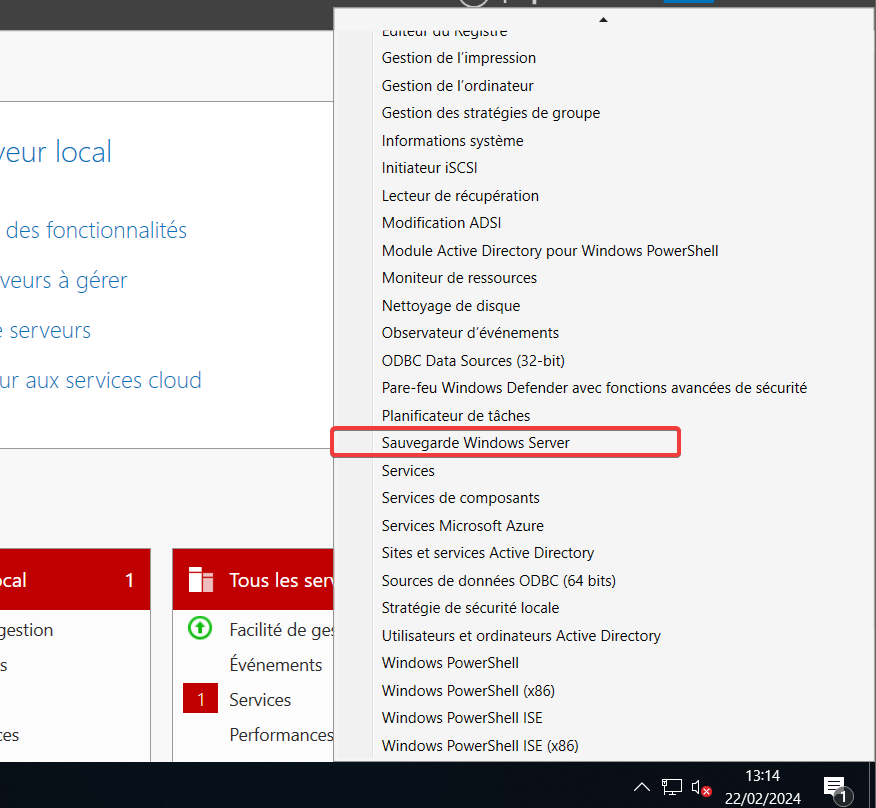 Éditeur du Registre
Gestion de l’impression
Gestion de l’ordinateur
Gestion des stratégies de groupe
Informations système
Initiateur iSCSI
Lecteur de récupération
Modification ADSI
Module Active Directory pour Windows PowerShell
Moniteur de ressources
Nettoyage de disque
Observateur d’événements
ODBC Data Sources (32-bit)
Pare-feu Windows Defender avec fonctions avancées de sécurité
Planificateur de tâches
Sauvegarde Windows Server
Services
Services de composants
Services Microsoft Azure
Sites et services Active Directory
Sources de données ODBC (64 bits)
Stratégie de sécurité locale
Utilisateurs et ordinateurs Active Directory
Windows PowerShell
Windows PowerShell (x86)
Windows PowerShell ISE
Windows PowerShell ISE (x86)
veur local
des fonctionnalités
veurs à gérer
e serveurs
ur aux services cloud
ocal 1
gestion
s
ces
Tous les serv
Facilité de ges
Événements
1 Services
Performances
13:14
22/02/2024
1